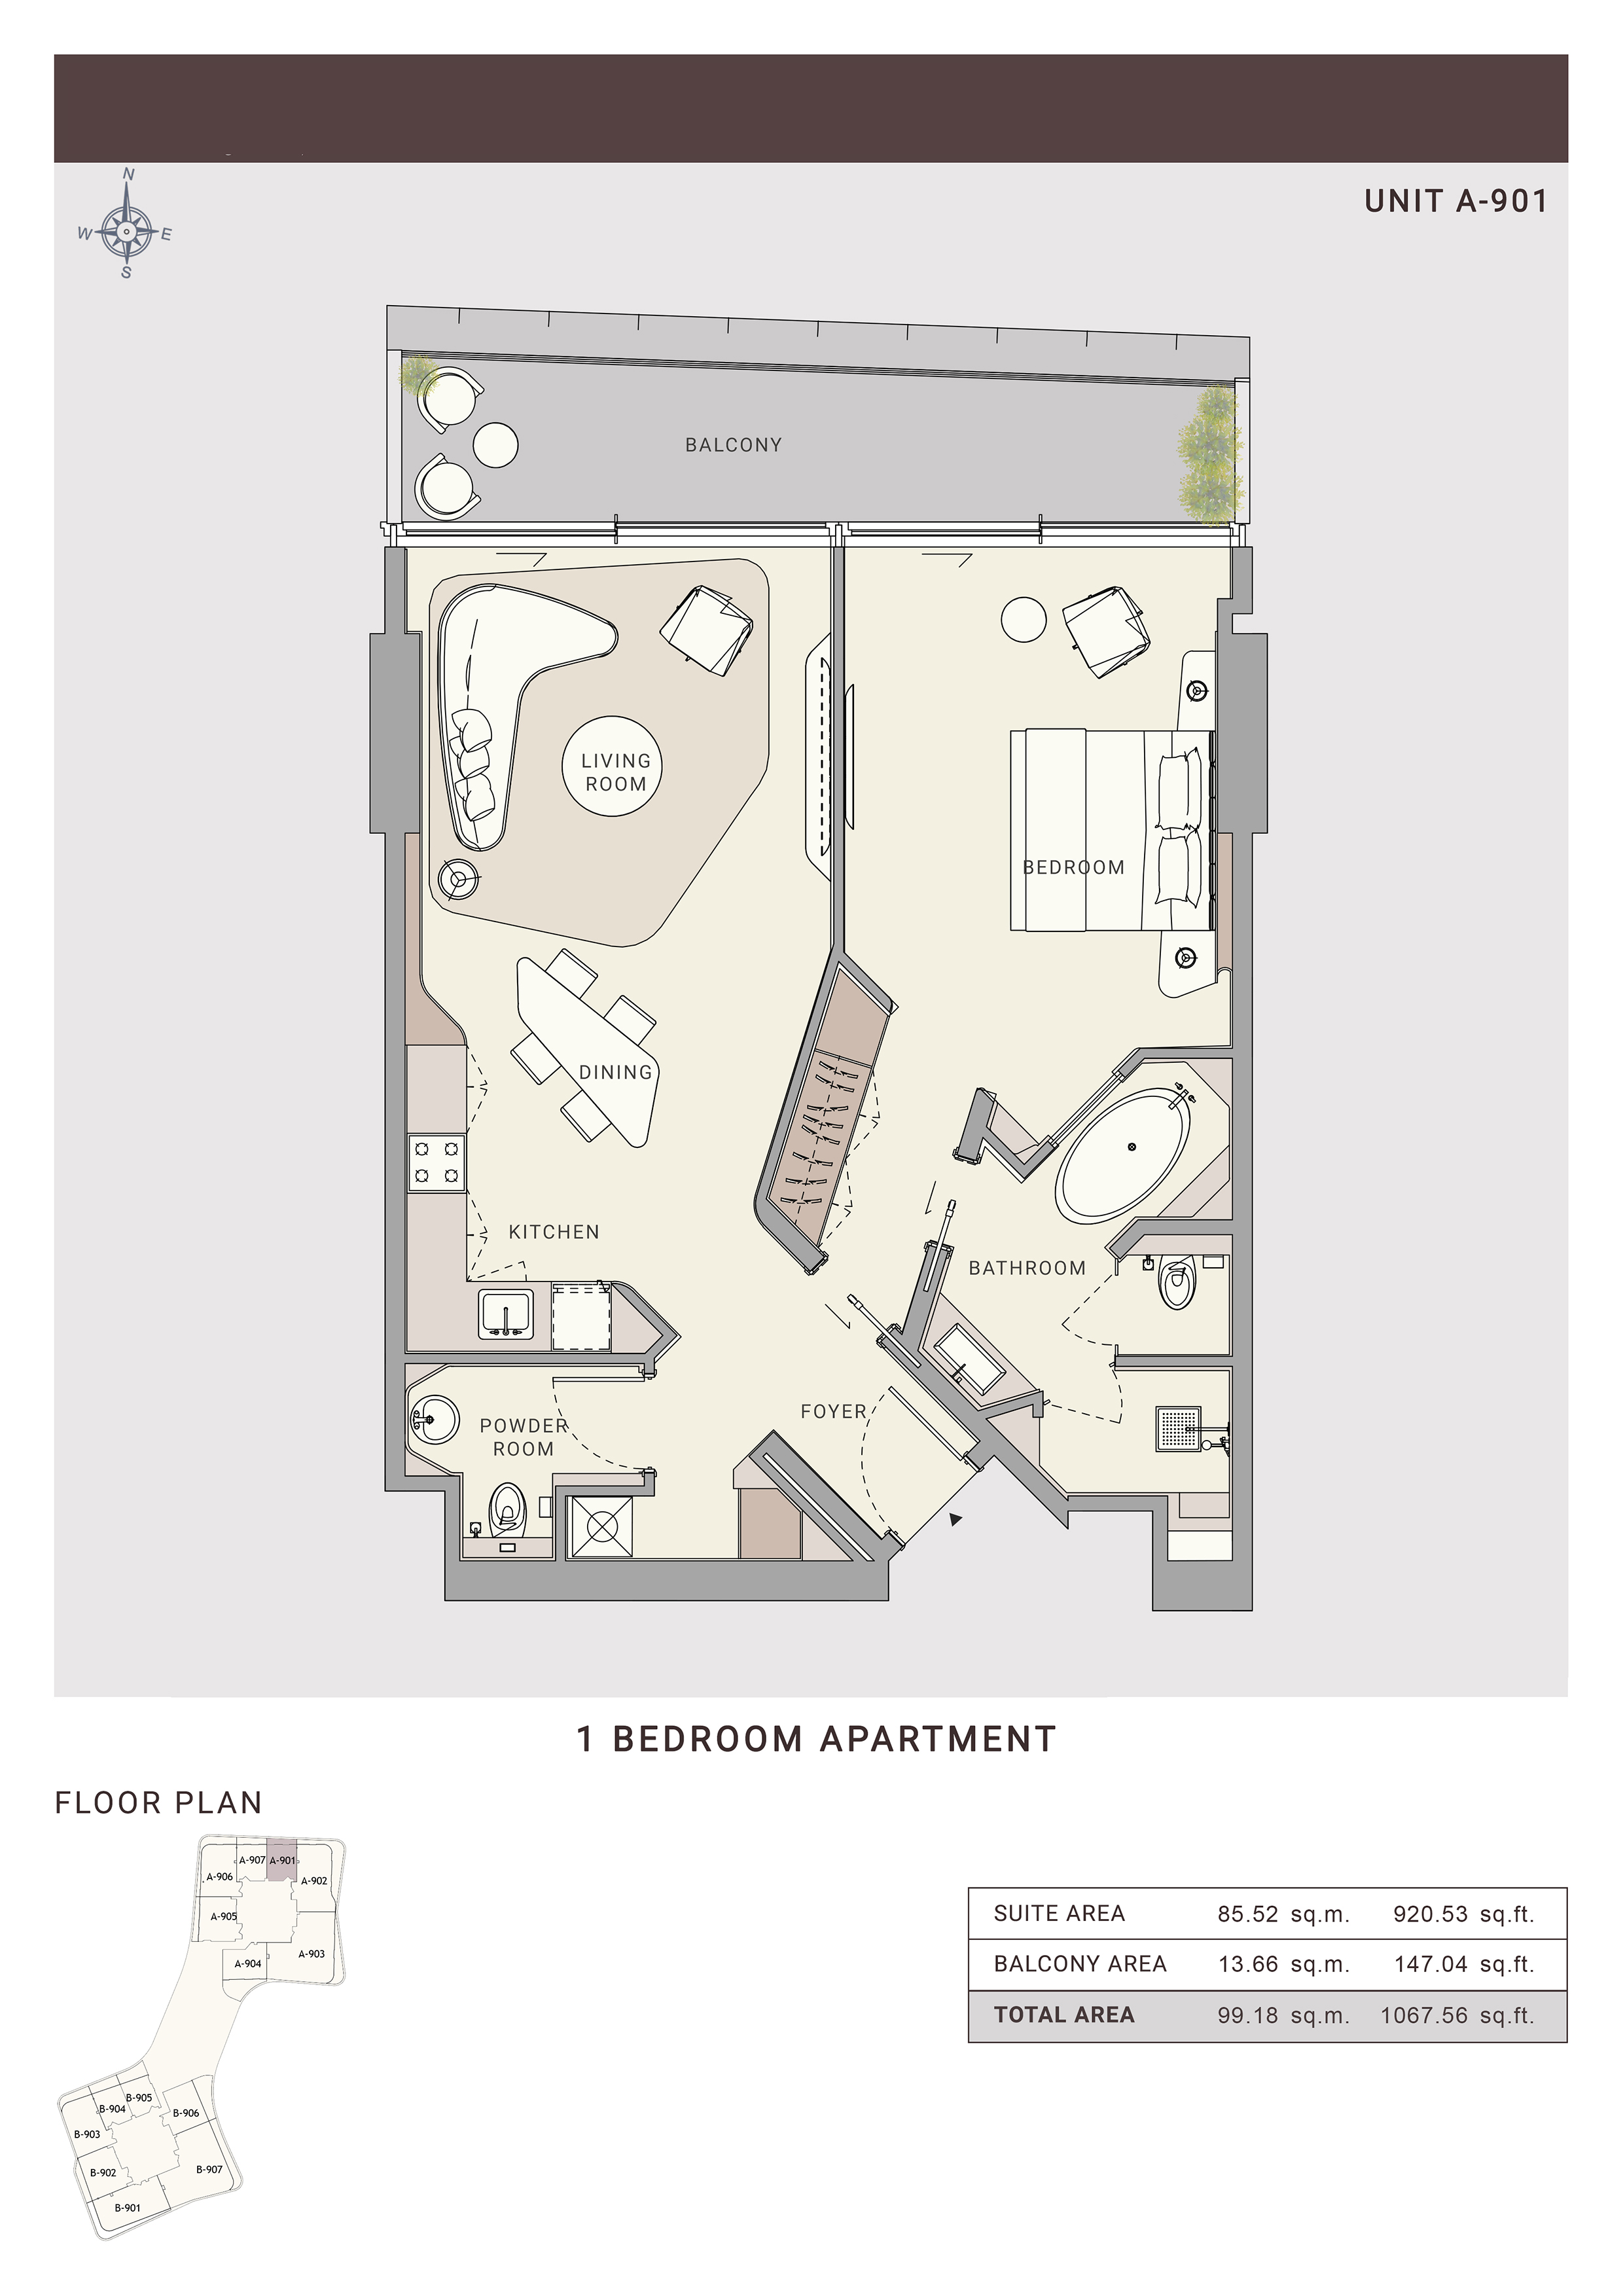 N
W E
S
UNIT A-901
BALCONY
LIVING
ROOM
BEDROOM
DINING
KITCHEN
BATHROOM
FOYER
POWDER
ROOM
1 BEDROOM APARTMENT
FLOOR PLAN
A-907 A-901
A-906
A-902
A-905
A-903
A-904
B-905
B-904
B-906
B-903
B-907
B-902
B-901
SUITE AREA 85.52 sq.m. 920.53 sq.ft.
BALCONY AREA 13.66 sq.m. 147.04 sq.ft.
TOTAL AREA 99.18 sq.m. 1067.56 sq.ft.